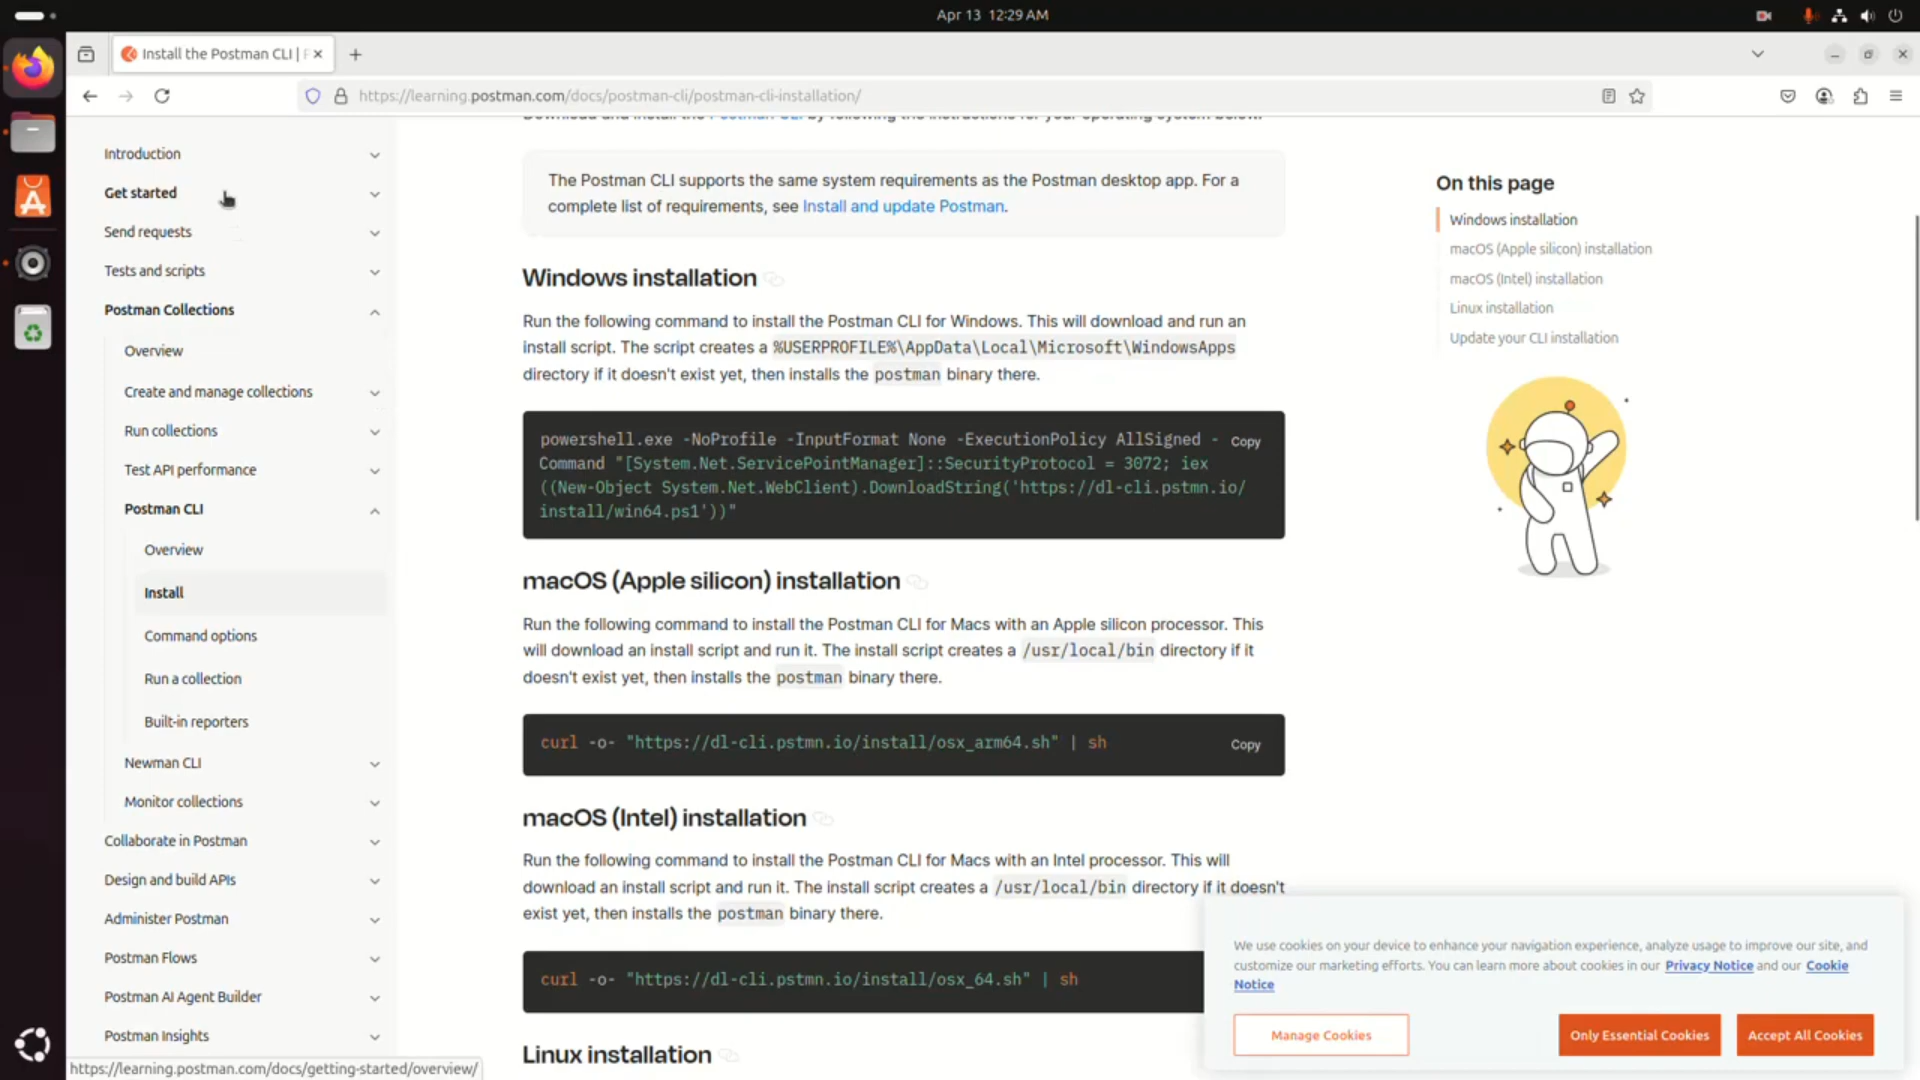 Apr 13 12:29 AM
Install the Postman CLI |
https://learning.postman.com/docs/postman-cli/postman-cli-installation/
Introduction
Get started
Send requests
Tests and scripts
Postman Collections
Overview
Create and manage collections
Run collections
Test API performance
Postman CLI
Overview
Install
Command options
Run a collection
Built-in reporters
Newman CLI
Monitor collections
Collaborate in Postman
Design and build APIs
Administer Postman
Postman Flows
Postman AI Agent Builder
Postman Insights
https://learning.postman.com/docs/getting-started/overview/
Download and install the Postman CLI by following the instructions for your operating system below.
The Postman CLI supports the same system requirements as the Postman desktop app. For a
complete list of requirements, see Install and update Postman.
Windows installation
Run the following command to install the Postman CLI for Windows. This will download and run an
install script. The script creates a %USERPROFILE%\AppData\Local\Microsoft\WindowsApps
directory if it doesn't exist yet, then installs the postman binary there.
powershell.exe -NoProfile -InputFormat None -ExecutionPolicy AllSigned -
Copy
Command "[System.Net.ServicePointManager]::SecurityProtocol = 3072; iex
((New-Object System.Net.WebClient).DownloadString('https://dl-cli.pstmn.io/
install/win64.ps1'))"
macOS (Apple silicon) installation
Run the following command to install the Postman CLI for Macs with an Apple silicon processor. This
will download an install script and run it. The install script creates a /usr/local/bin directory if it
doesn't exist yet, then installs the postman binary there.
curl -o- "https://dl-cli.pstmn.io/install/osx_arm64.sh" | sh
Copy
macOS (Intel) installation
Run the following command to install the Postman CLI for Macs with an Intel processor. This will
download an install script and run it. The install script creates a /usr/local/bin directory if it doesn't
exist yet, then installs the postman binary there.
curl -o- "https://dl-cli.pstmn.io/install/osx_64.sh" | sh
Linux installation
On this page
Windows installation
macOS (Apple silicon) installation
macOS (Intel) installation
Linux installation
Update your CLI installation
We use cookies on your device to enhance your navigation experience, analyze usage to improve our site, and
customize our marketing efforts. You can learn more about cookies in our Privacy Notice and our Cookie
Notice
Manage Cookies
Only Essential Cookies
Accept All Cookies